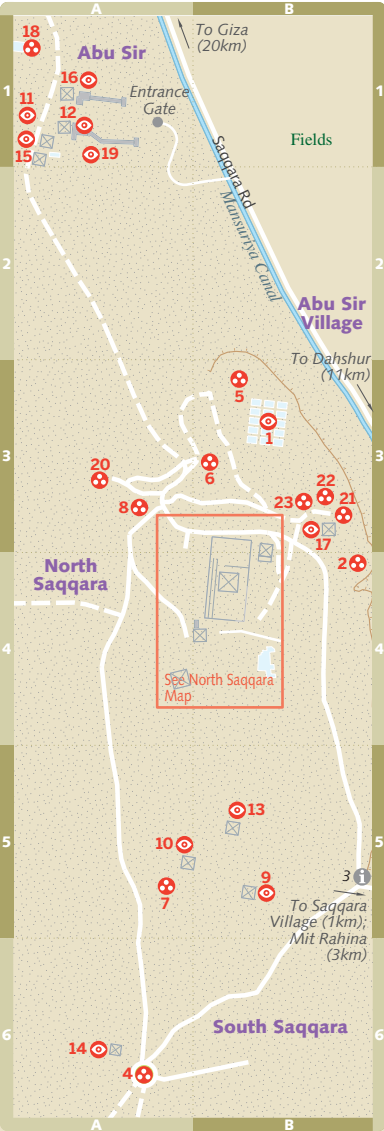 A
B
18
Abu Sir
To Giza
(20km)
16
Entrance
Gate
1
1
11
12
Fields
15
19
Saqqara Rd
Mansuriya Canal
2
2
Abu Sir
Village
To Dahshur
(11km)
5
1
3
3
20
6
22
8
23
21
17
North
Saqqara
2
4
4
See North Saqqara
Map
13
5
5
10
7
9
3
i
To Saqqara
Village (1km);
Mit Rahina
(3km)
South Saqqara
6
6
14
4
A
B